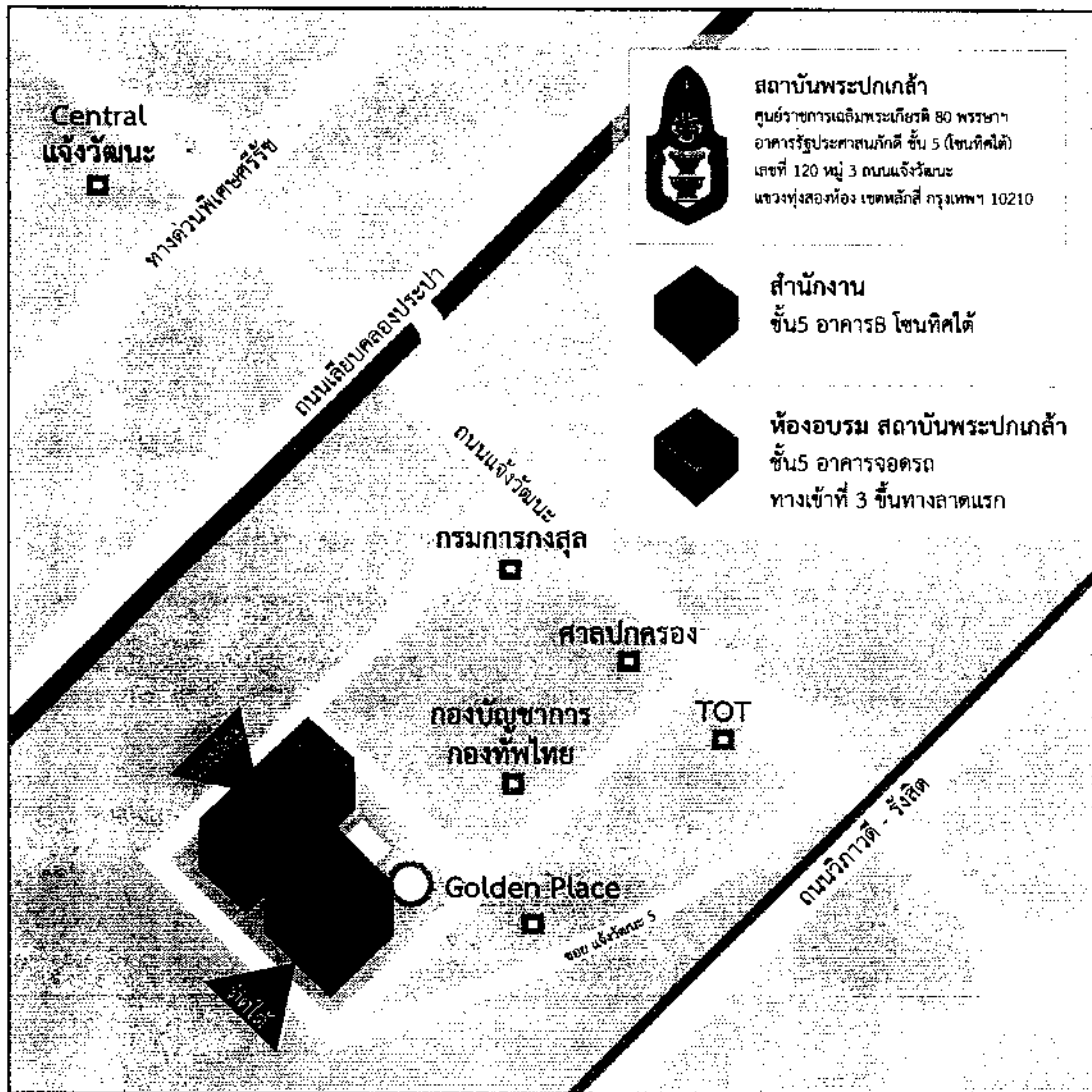 Central
แจ้งวัฒนะ
ทางด่วนพิเศษศรีรัช
ถนนเลียบคลองประปา
สถาบันพระปกเกล้า
ศูนย์ราชการเฉลิมพระเกียรติ 80 พรรษาฯ
อาคารรัฐประศาสนภักดี ชั้น 5 (โซนทิศใต้)
เลขที่ 120 หมู่ 3 ถนนแจ้งวัฒนะ
แขวงทุ่งสองห้อง เขตหลักสี่ กรุงเทพฯ 10210
สำนักงาน
ชั้น5 อาคารB โซนทิศใต้
ห้องอบรม สถาบันพระปกเกล้า
ชั้น5 อาคารจอดรถ
ทางเข้าที่ 3 ขึ้นทางลาดแรก
ถนนแจ้งวัฒนะ
กรมการกงสุล
ศาลปกครอง
กองบัญชาการ
กองทัพไทย
TOT
ถนนวิภาวดี - รังสิต
Golden Place
ซอย แจ้งวัฒนะ 5
ทิศใต้